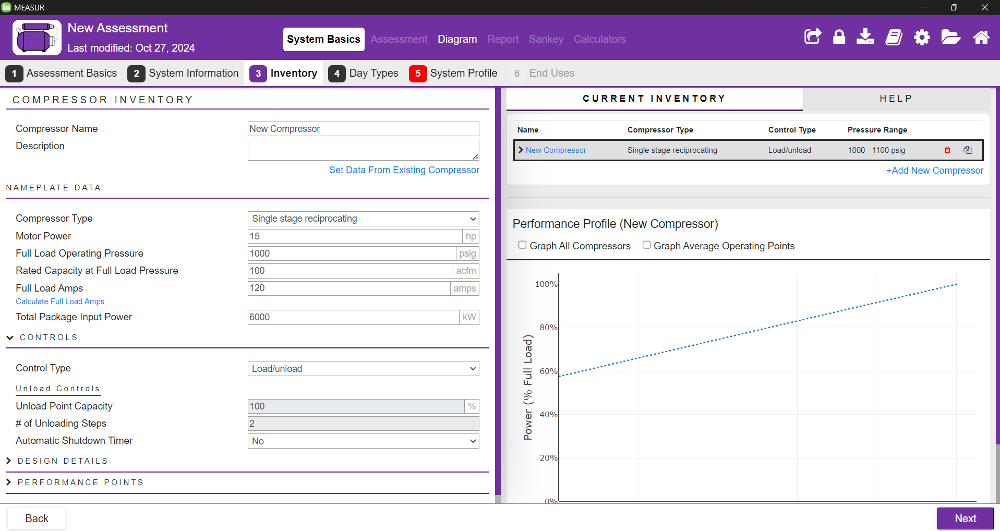 MEASUR
New Assessment
Last modified: Oct 27, 2024
System Basics Assessment Diagram Report Sankey Calculators
1 Assessment Basics 2 System Information 3 Inventory 4 Day Types 5 System Profile 6 End Uses
COMPRESSOR INVENTORY
Compressor Name New Compressor
Description
Set Data From Existing Compressor
NAMEPLATE DATA
Compressor Type Single stage reciprocating
Motor Power 15 hp
Full Load Operating Pressure 1000 psig
Rated Capacity at Full Load Pressure 100 acfm
Full Load Amps 120 amps
Calculate Full Load Amps
Total Package Input Power 6000 kW
CONTROLS
Control Type Load/unload
Unload Controls
Unload Point Capacity 100 %
# of Unloading Steps 2
Automatic Shutdown Timer No
DESIGN DETAILS
PERFORMANCE POINTS
CURRENT INVENTORY HELP
Name Compressor Type Control Type Pressure Range
New Compressor Single stage reciprocating Load/unload 1000 - 1100 psig
+Add New Compressor
Performance Profile (New Compressor)
Graph All Compressors Graph Average Operating Points
Power (% Full Load)
100%
80%
60%
40%
20%
0%
Back Next